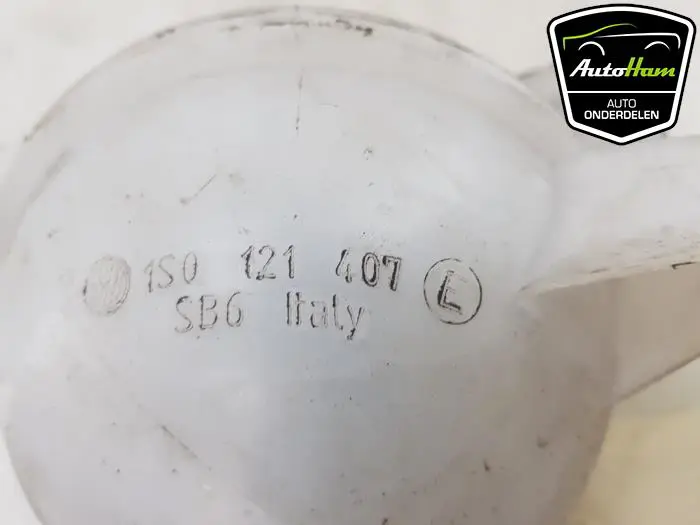 AutoHam
AUTO
ONDERDELEN
1S0 121 407 E
SB6 Italy